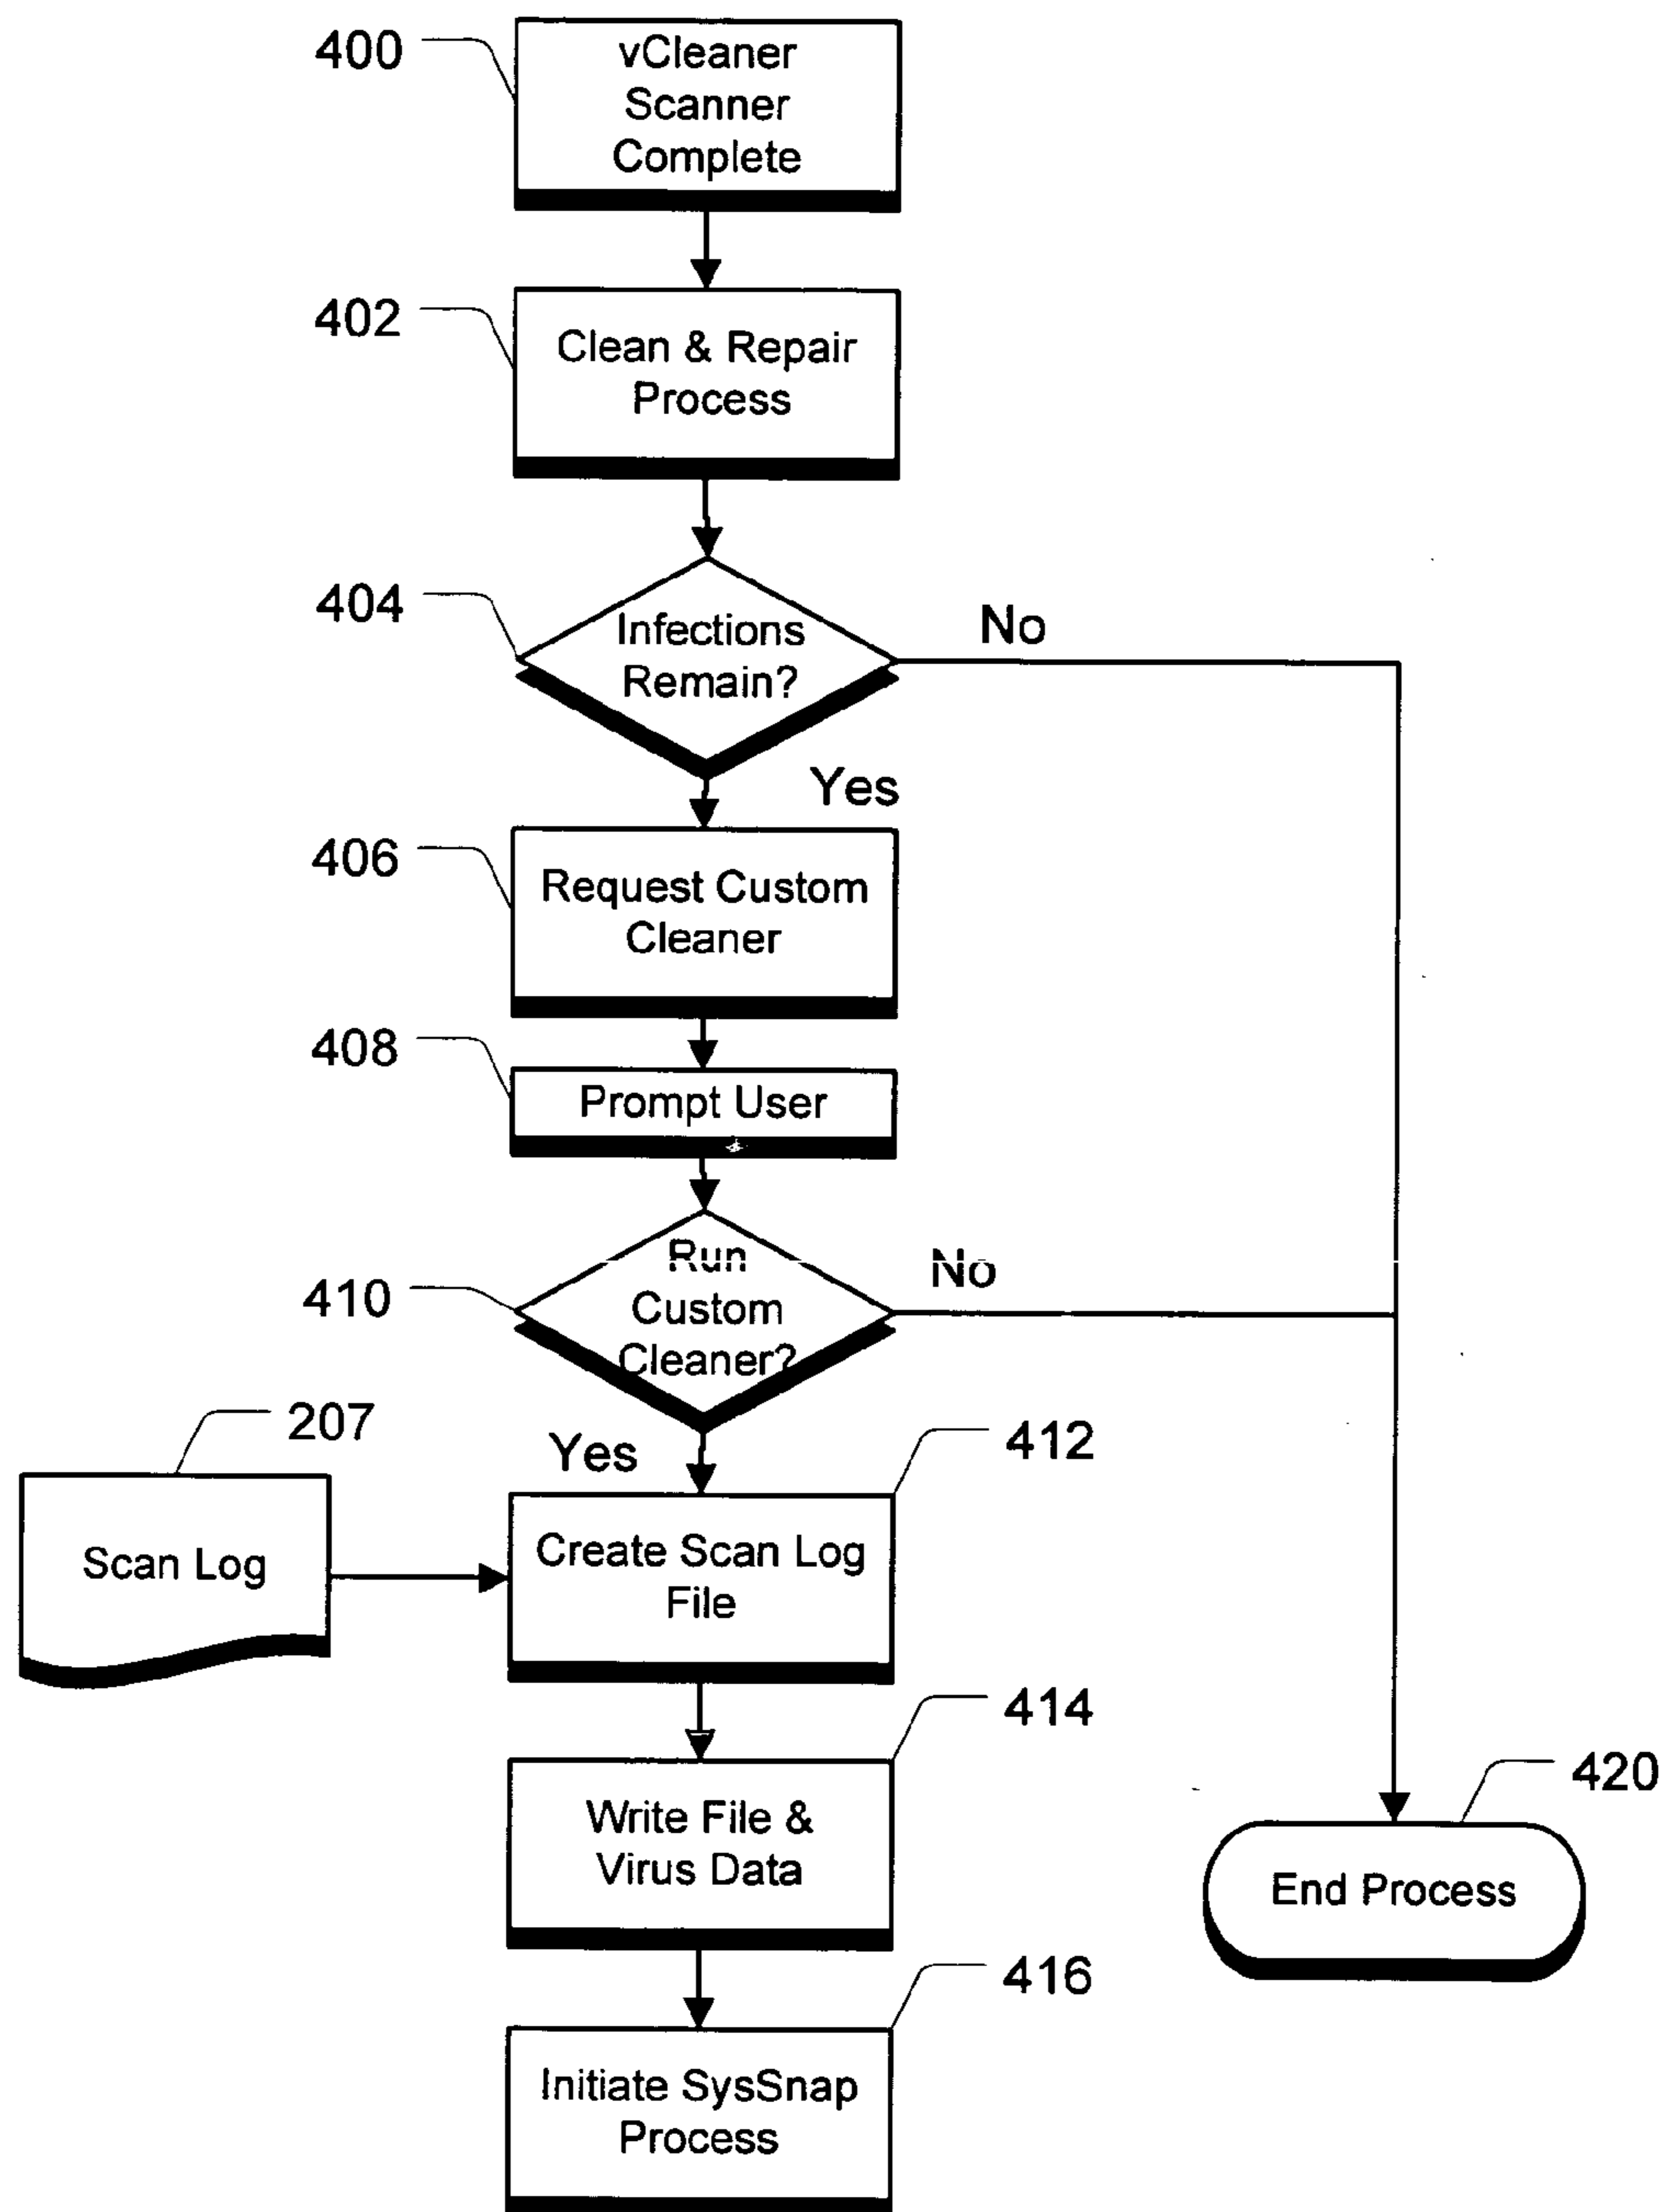 400
vCleaner
Scanner
Complete
402
Clean & Repair
Process
404
Infections
Remain?
No
Yes
406
Request Custom
Cleaner
408
Prompt User
410
Run
Custom
Cleaner?
No
Yes
207
Scan Log
412
Create Scan Log
File
414
Write File &
Virus Data
420
End Process
416
Initiate SysSnap
Process